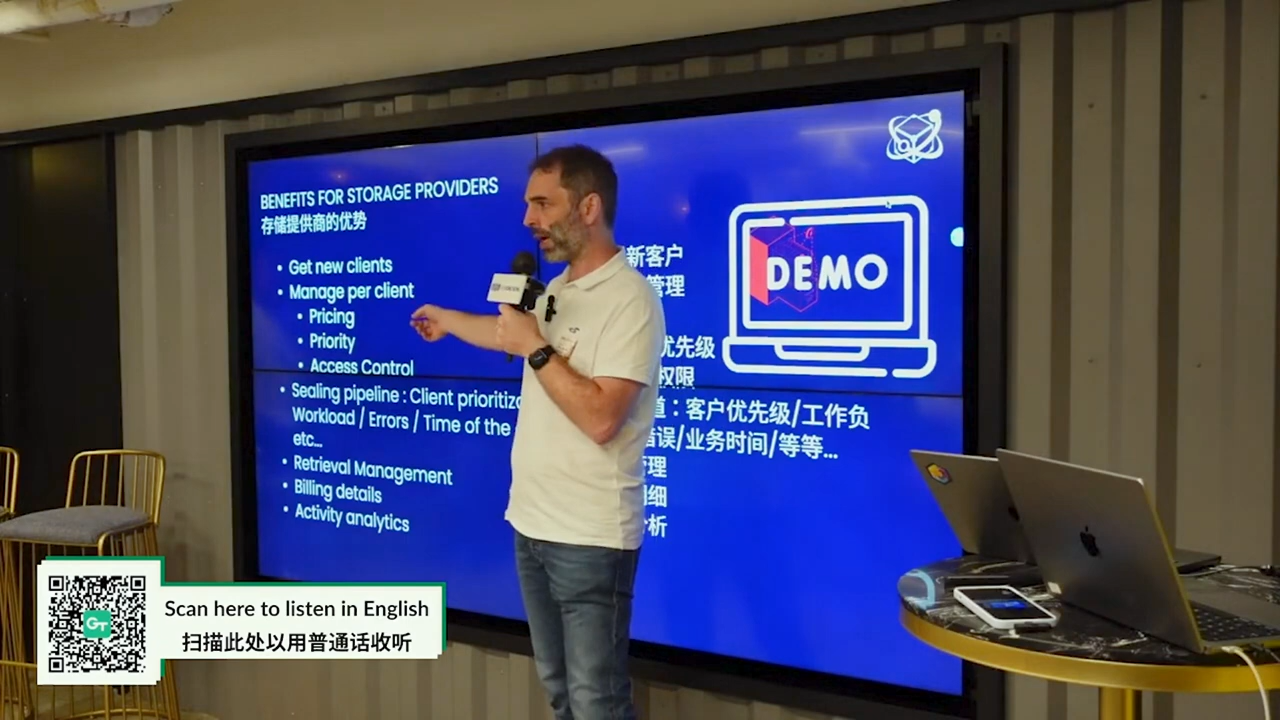 BENEFITS FOR STORAGE PROVIDERS
存储提供商的优势
• Get new clients
• Manage per client
• Pricing
• Priority
• Access Control
• Sealing pipeline : Client
Workload / Errors / Time of the
etc...
• Retrieval Management
• Billing details
• Activity analytics
新客户
管理
优先级
权限
道：客户优先级/工作负
错误/业务时间/等等...
管理
明细
分析
DEMO
GT
Scan here to listen in English
扫描此处以用普通话收听